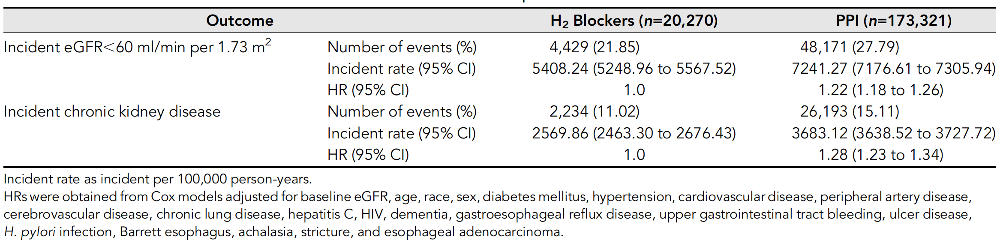 Outcome H₂ Blockers (n=20,270) PPI (n=173,321)
Incident eGFR<60 ml/min per 1.73 m² Number of events (%) 4,429 (21.85) 48,171 (27.79)
Incident rate (95% CI) 5408.24 (5248.96 to 5567.52) 7241.27 (7176.61 to 7305.94)
HR (95% CI) 1.0 1.22 (1.18 to 1.26)
Incident chronic kidney disease Number of events (%) 2,234 (11.02) 26,193 (15.11)
Incident rate (95% CI) 2569.86 (2463.30 to 2676.43) 3683.12 (3638.52 to 3727.72)
HR (95% CI) 1.0 1.28 (1.23 to 1.34)
Incident rate as incident per 100,000 person-years.
HRs were obtained from Cox models adjusted for baseline eGFR, age, race, sex, diabetes mellitus, hypertension, cardiovascular disease, peripheral artery disease,
cerebrovascular disease, chronic lung disease, hepatitis C, HIV, dementia, gastroesophageal reflux disease, upper gastrointestinal tract bleeding, ulcer disease,
H. pylori infection, Barrett esophagus, achalasia, stricture, and esophageal adenocarcinoma.